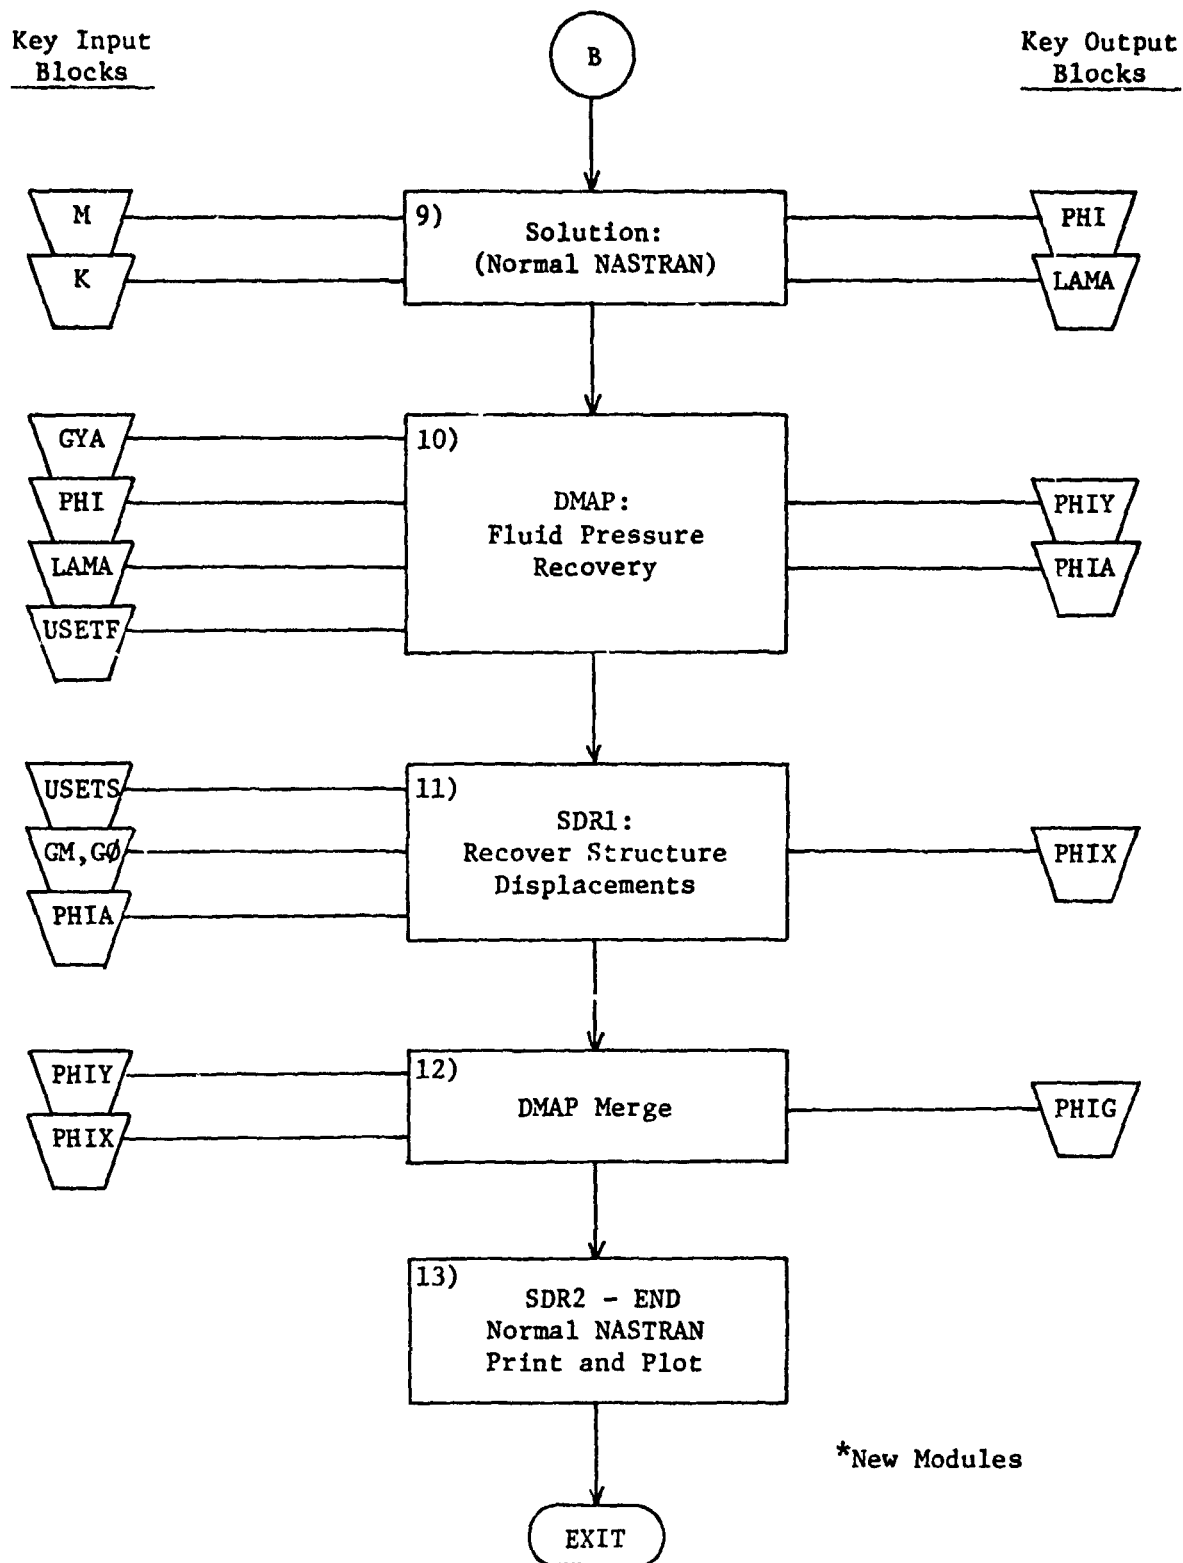 Key Input
Blocks
B
Key Output
Blocks
M
K
9)
Solution:
(Normal NASTRAN)
PHI
LAMA
GYA
PHI
LAMA
USETF
10)
DMAP:
Fluid Pressure
Recovery
PHIY
PHIA
USETS
GM,GØ
PHIA
11)
SDR1:
Recover Structure
Displacements
PHIX
PHIY
PHIX
12)
DMAP Merge
PHIG
13)
SDR2 - END
Normal NASTRAN
Print and Plot
*New Modules
EXIT